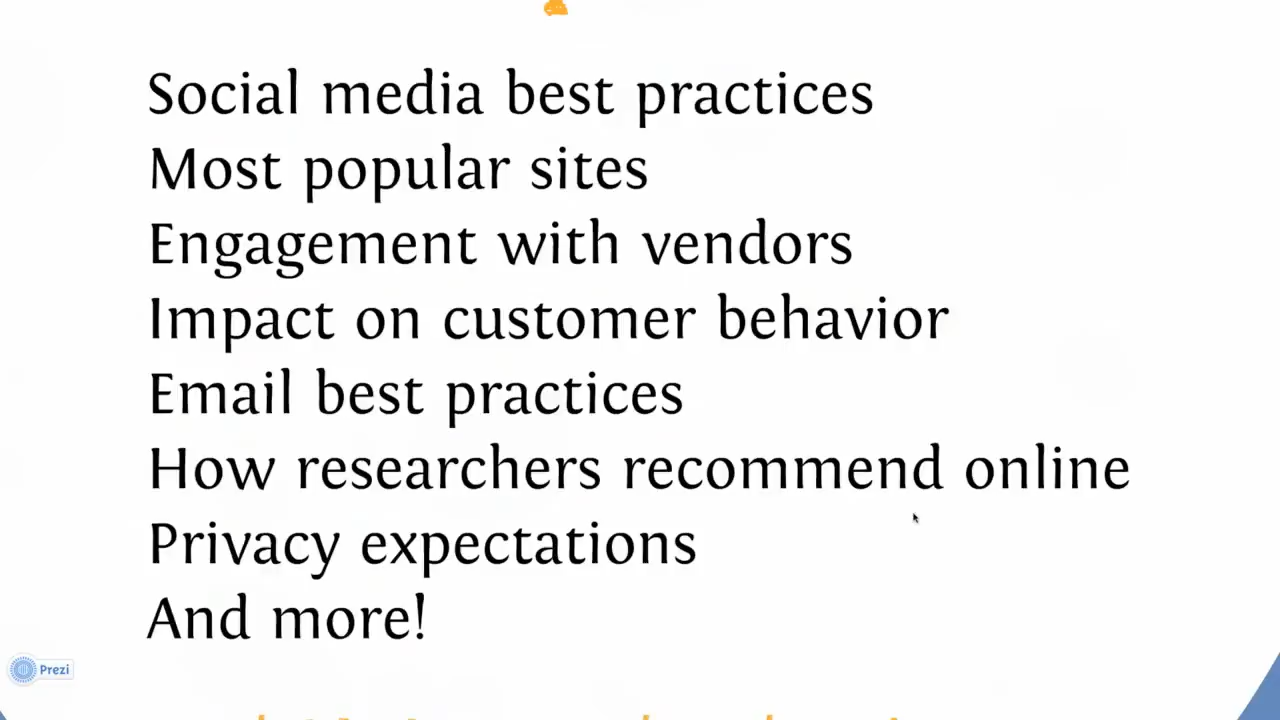 Social media best practices
Most popular sites
Engagement with vendors
Impact on customer behavior
Email best practices
How researchers recommend online
Privacy expectations
And more!
Prezi